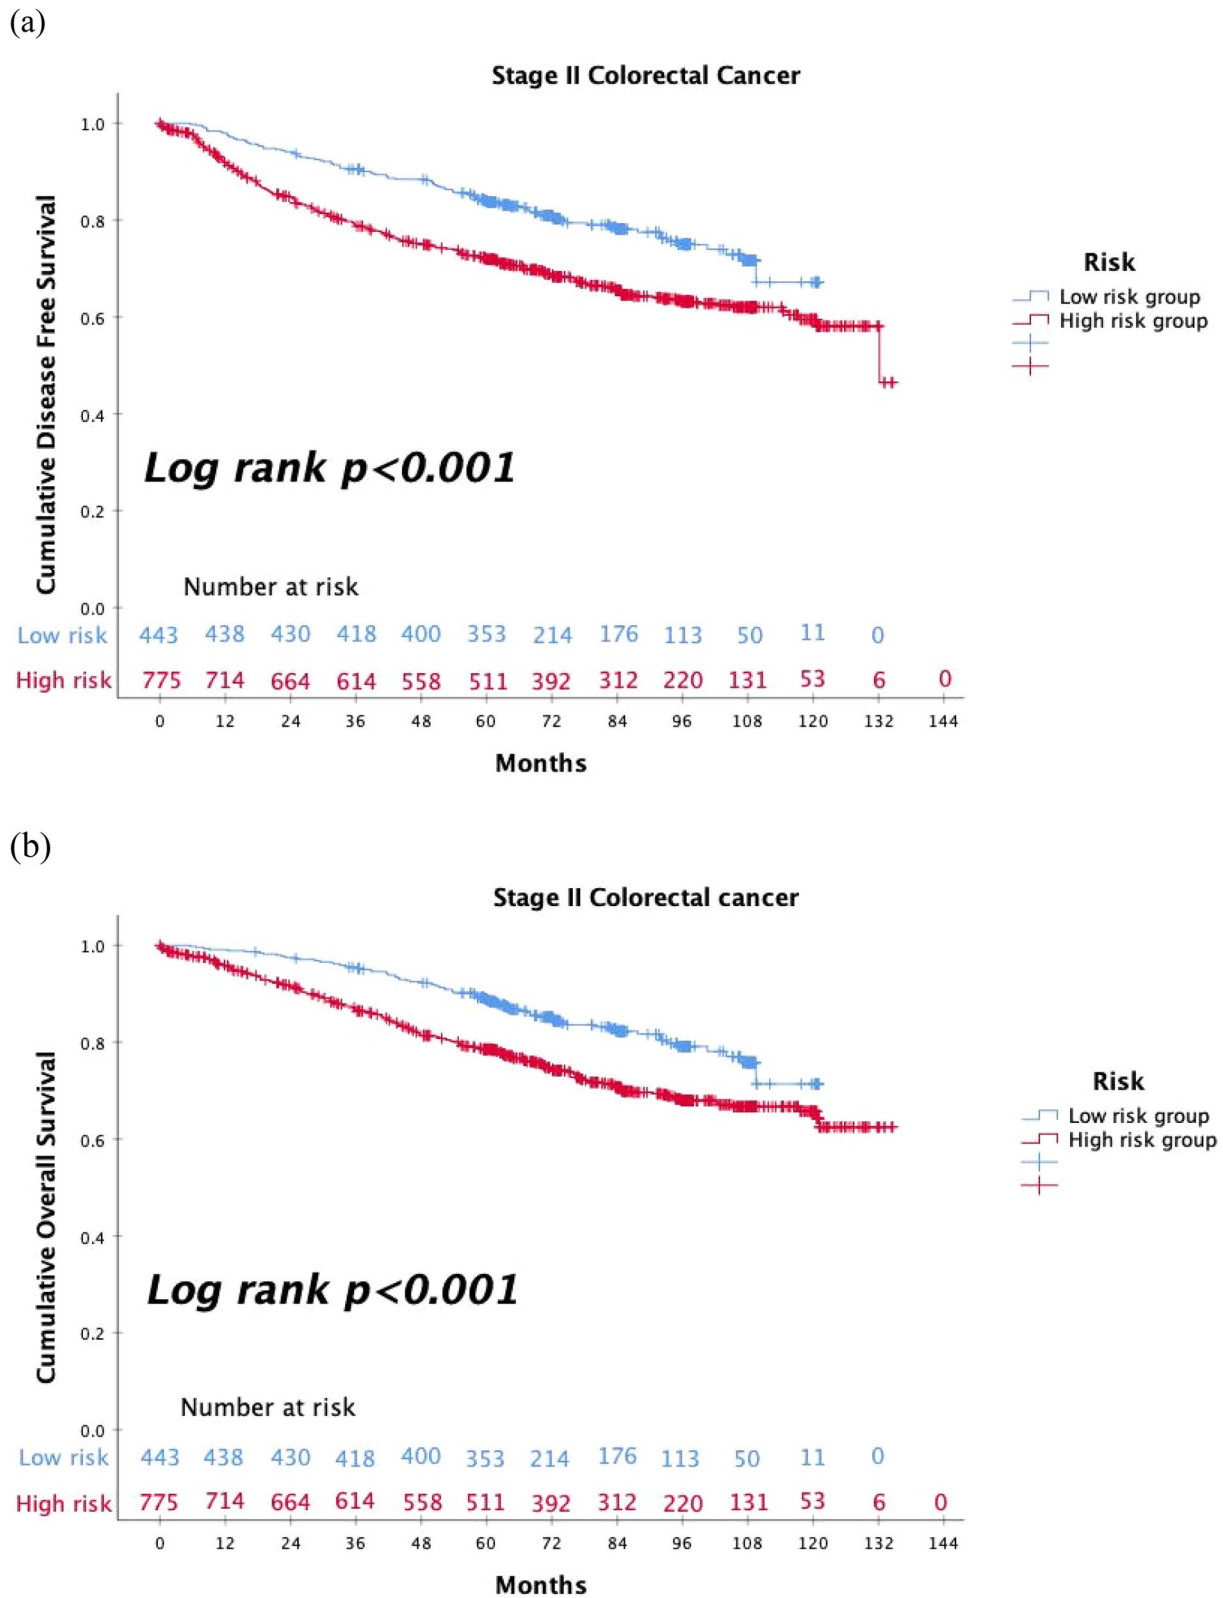 (a)
Stage II Colorectal Cancer
Cumulative Disease Free Survival
1.0
0.8
0.6
0.4
0.2
0.0
Log rank p<0.001
Risk
Low risk group
High risk group
Number at risk
Low risk 443 438 430 418 400 353 214 176 113 50 11 0
High risk 775 714 664 614 558 511 392 312 220 131 53 6 0
0 12 24 36 48 60 72 84 96 108 120 132 144
Months
(b)
Stage II Colorectal cancer
Cumulative Overall Survival
1.0
0.8
0.6
0.4
0.2
0.0
Log rank p<0.001
Risk
Low risk group
High risk group
Number at risk
Low risk 443 438 430 418 400 353 214 176 113 50 11 0
High risk 775 714 664 614 558 511 392 312 220 131 53 6 0
0 12 24 36 48 60 72 84 96 108 120 132 144
Months